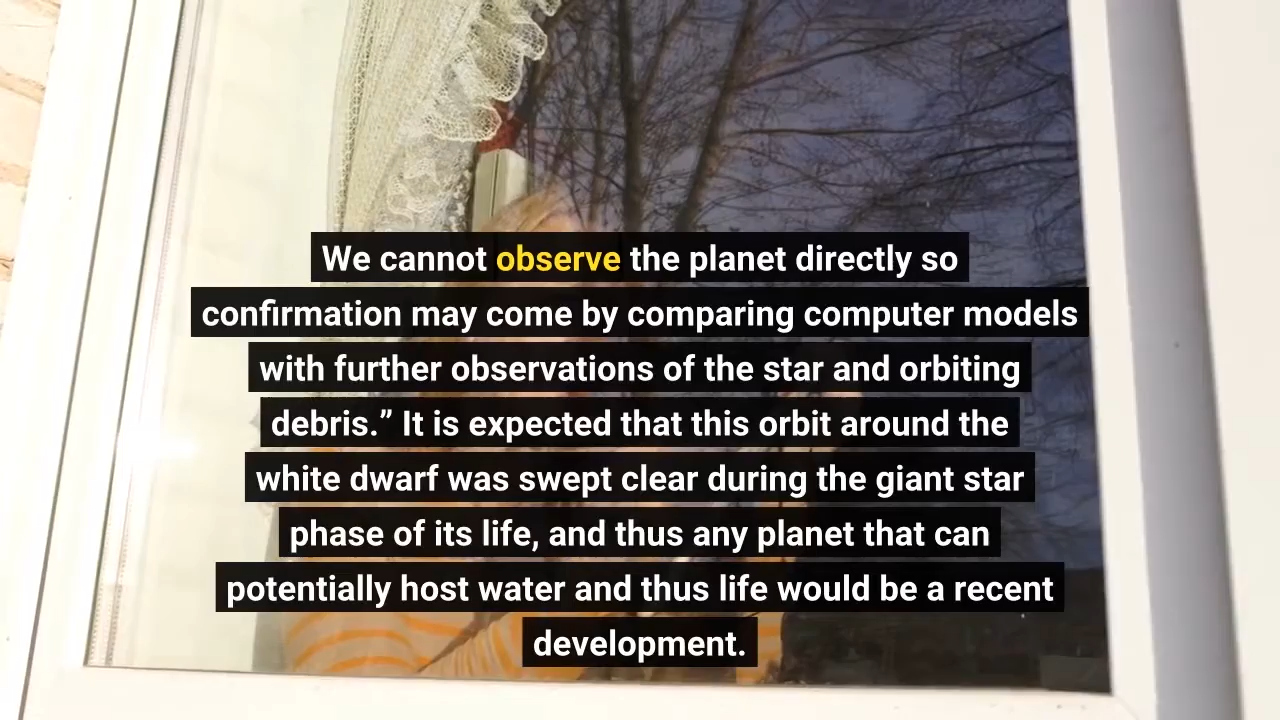 We cannot observe the planet directly so
confirmation may come by comparing computer models
with further observations of the star and orbiting
debris.” It is expected that this orbit around the
white dwarf was swept clear during the giant star
phase of its life, and thus any planet that can
potentially host water and thus life would be a recent
development.